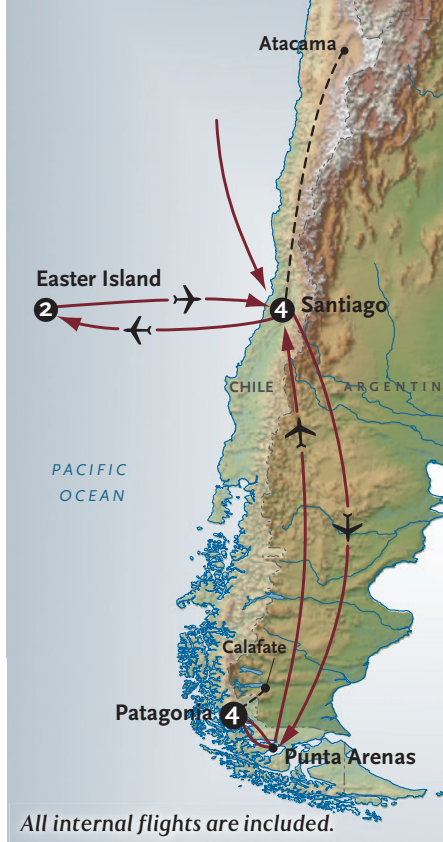 Atacama
Easter Island
2
4
Santiago
CHILE
ARGENTIN
PACIFIC
OCEAN
Calafate
Patagonia
4
Punta Arenas
All internal flights are included.